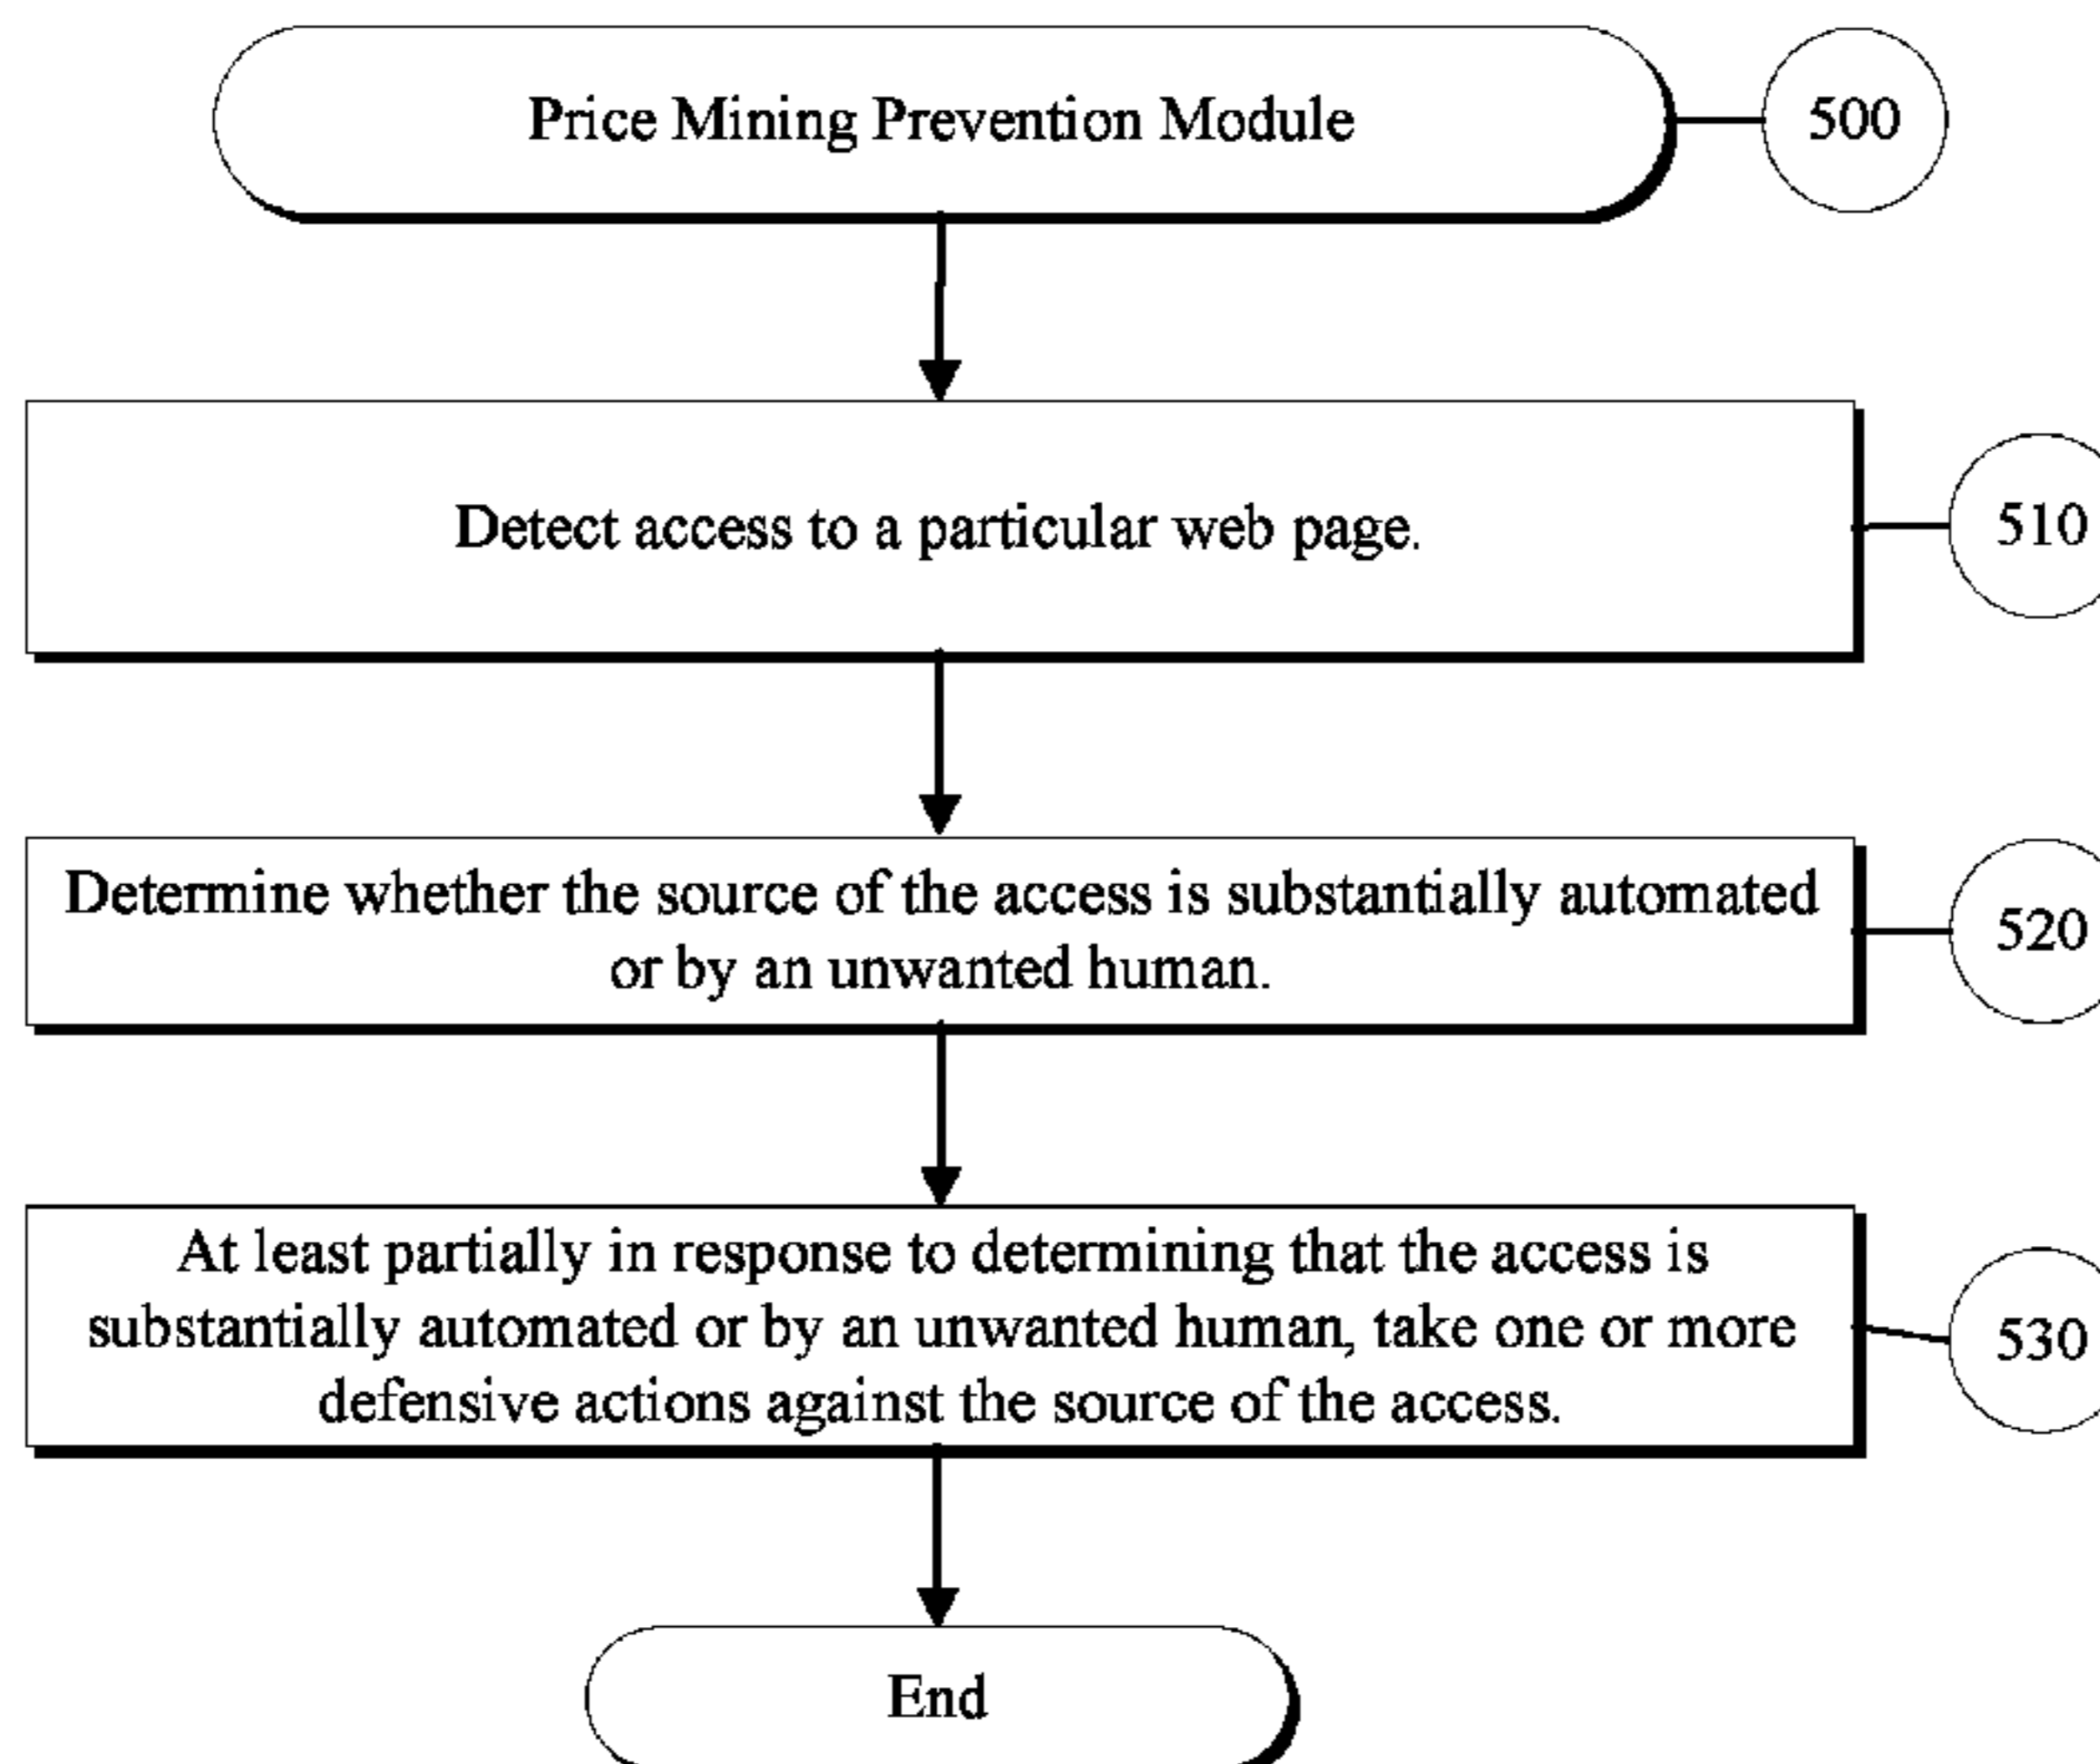 Price Mining Prevention Module
500
Detect access to a particular web page.
510
Determine whether the source of the access is substantially automated
or by an unwanted human.
520
At least partially in response to determining that the access is
substantially automated or by an unwanted human, take one or more
defensive actions against the source of the access.
530
End